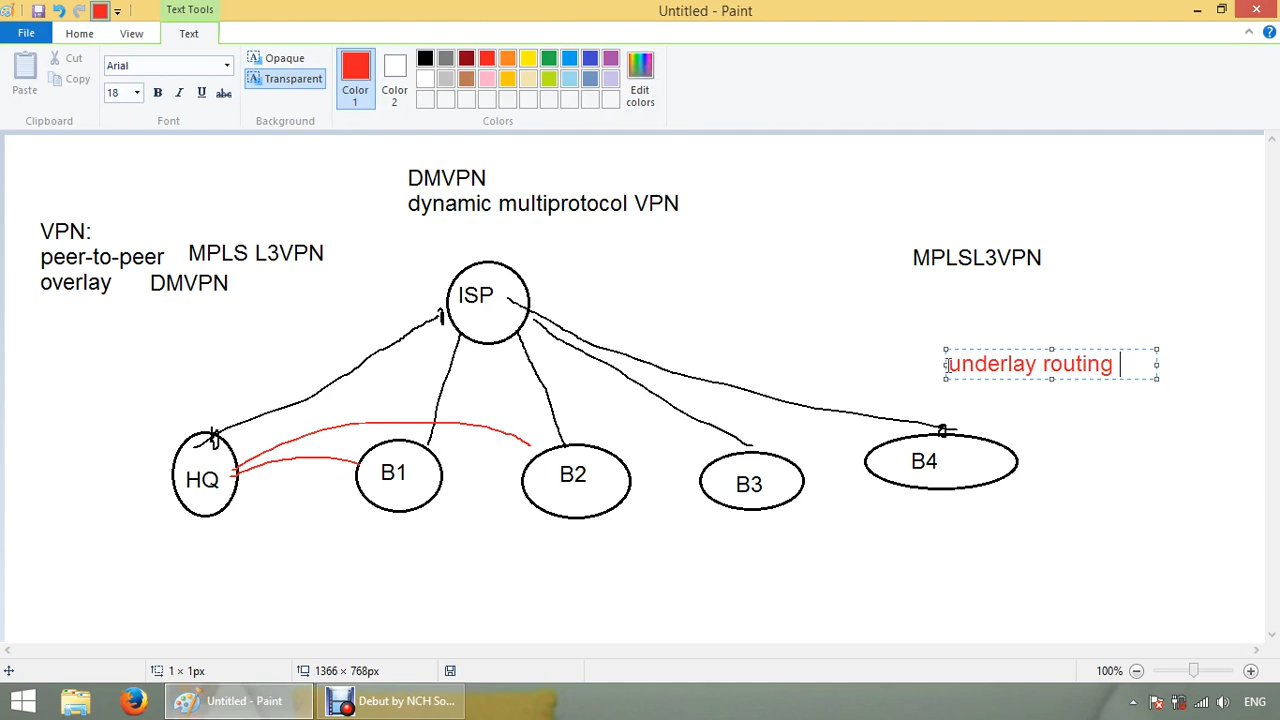 Text Tools
Untitled - Paint
File
Home
View
Text
Paste
Cut
Copy
Clipboard
Arial
18
B I U abc
Font
Opaque
Transparent
Background
Color 1
Color 2
Edit colors
Colors
DMVPN
dynamic multiprotocol VPN
VPN:
peer-to-peer
MPLS L3VPN
overlay
DMVPN
MPLSL3VPN
ISP
underlay routing
HQ
B1
B2
B3
B4
1 × 1px
1366 × 768px
100%
Untitled - Paint
Debut by NCH So...
ENG